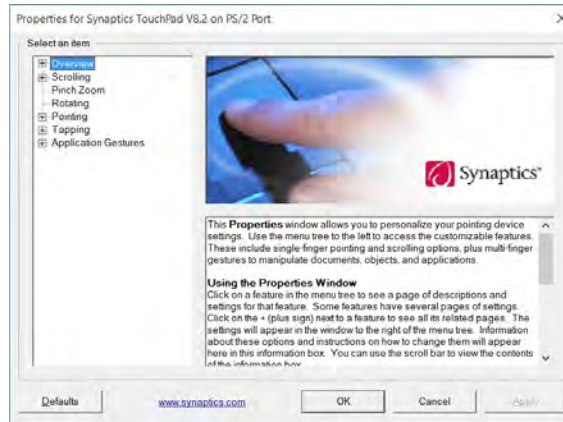 Properties for Synaptics TouchPad V8.2 on PS/2 Port
Select an item
Overview
Scrolling
Pinch Zoom
Rotating
Pointing
Tapping
Application Gestures
Synaptics™
This Properties window allows you to personalize your pointing device
settings. Use the menu tree to the left to access the customizable features.
These include single-finger pointing and scrolling options, plus multi-finger
gestures to manipulate documents, objects, and applications.
Using the Properties Window
Click on a feature in the menu tree to see a page of descriptions and
settings for that feature. Some features have several pages of settings.
Click on the + (plus sign) next to a feature to see all its related pages. The
settings will appear in the window to the right of the menu tree. Information
about these options and instructions on how to change them will appear
here in this information box. You can use the scroll bar to view the contents
of the information box.
Defaults
www.synaptics.com
OK
Cancel
Apply